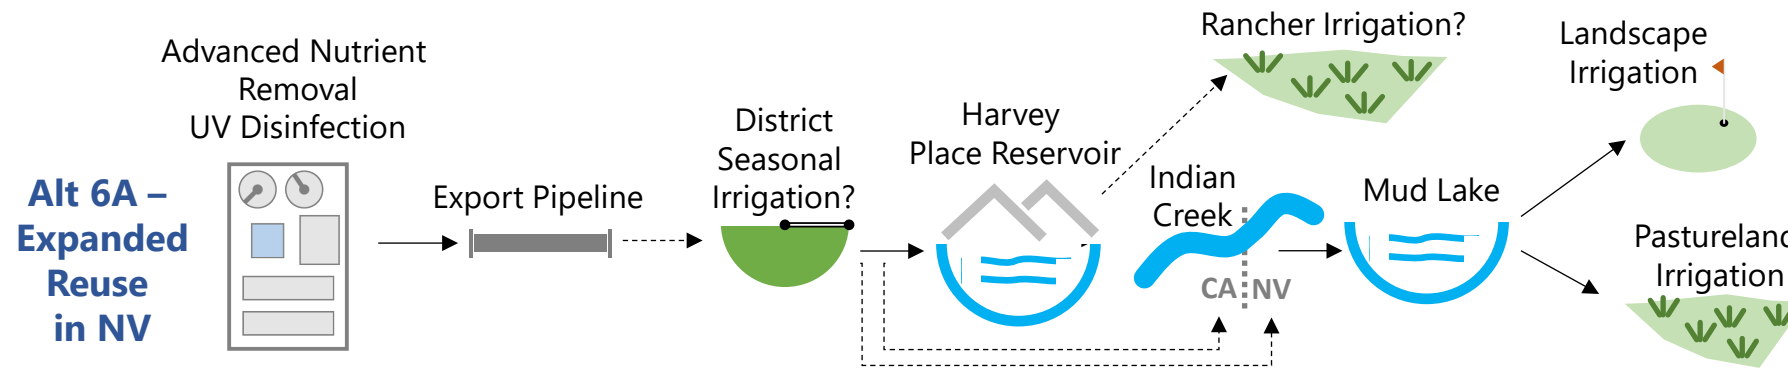 Alt 6A –
Expanded
Reuse
in NV
Advanced Nutrient
Removal
UV Disinfection
Export Pipeline
District
Seasonal
Irrigation?
Harvey
Place Reservoir
Rancher Irrigation?
Indian
Creek
CA NV
Mud Lake
Landscape
Irrigation
Pastureland
Irrigation